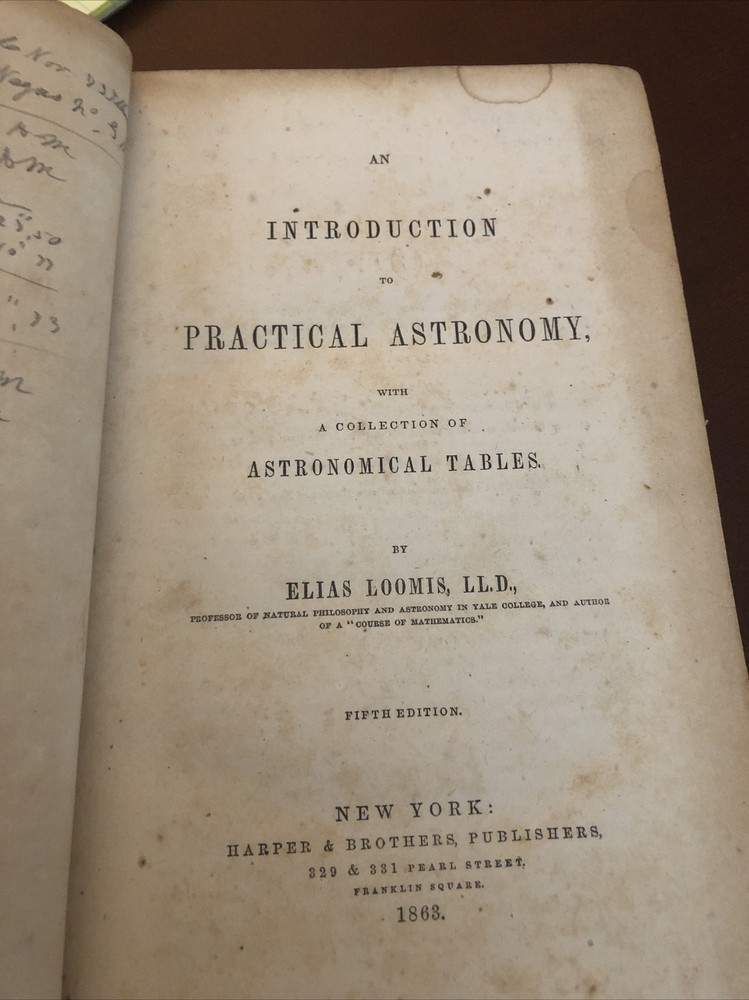 Nov
AN
INTRODUCTION
TO
PRACTICAL ASTRONOMY,
WITH
A COLLECTION OF
ASTRONOMICAL TABLES.
BY
ELIAS LOOMIS, LL.D.,
PROFESSOR OF NATURAL PHILOSOPHY AND ASTRONOMY IN YALE COLLEGE, AND AUTHOR
OF A "COURSE OF MATHEMATICS."
FIFTH EDITION.
NEW YORK:
HARPER & BROTHERS, PUBLISHERS,
329 & 331 PEARL STREET,
FRANKLIN SQUARE.
1863.